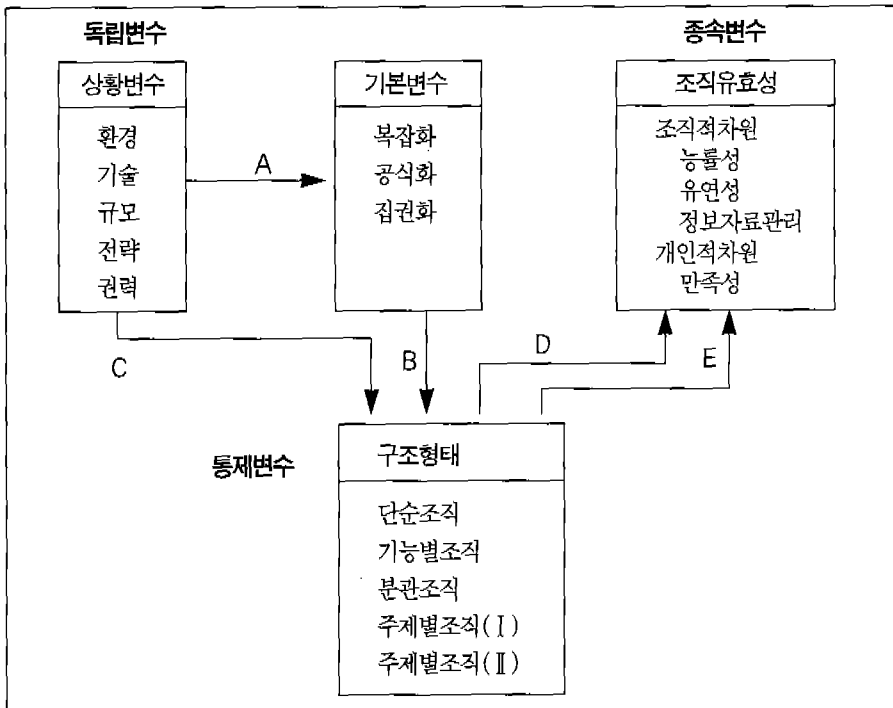 독립변수
종속변수
상황변수
환경
기술
규모
전략
권력
A
기본변수
복잡화
공식화
집권화
조직유효성
조직적차원
능률성
유연성
정보자료관리
개인적차원
만족성
C
B
D
E
통제변수
구조형태
단순조직
기능별조직
분관조직
주제별조직(Ⅰ)
주제별조직(Ⅱ)